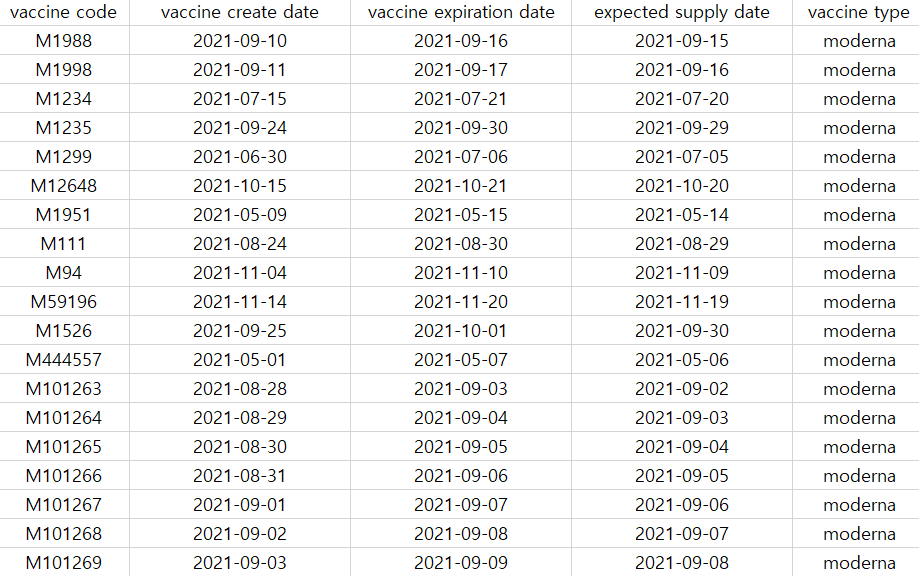 vaccine code vaccine create date vaccine expiration date expected supply date vaccine type
M1988 2021-09-10 2021-09-16 2021-09-15 moderna
M1998 2021-09-11 2021-09-17 2021-09-16 moderna
M1234 2021-07-15 2021-07-21 2021-07-20 moderna
M1235 2021-09-24 2021-09-30 2021-09-29 moderna
M1299 2021-06-30 2021-07-06 2021-07-05 moderna
M12648 2021-10-15 2021-10-21 2021-10-20 moderna
M1951 2021-05-09 2021-05-15 2021-05-14 moderna
M111 2021-08-24 2021-08-30 2021-08-29 moderna
M94 2021-11-04 2021-11-10 2021-11-09 moderna
M59196 2021-11-14 2021-11-20 2021-11-19 moderna
M1526 2021-09-25 2021-10-01 2021-09-30 moderna
M444557 2021-05-01 2021-05-07 2021-05-06 moderna
M101263 2021-08-28 2021-09-03 2021-09-02 moderna
M101264 2021-08-29 2021-09-04 2021-09-03 moderna
M101265 2021-08-30 2021-09-05 2021-09-04 moderna
M101266 2021-08-31 2021-09-06 2021-09-05 moderna
M101267 2021-09-01 2021-09-07 2021-09-06 moderna
M101268 2021-09-02 2021-09-08 2021-09-07 moderna
M101269 2021-09-03 2021-09-09 2021-09-08 moderna